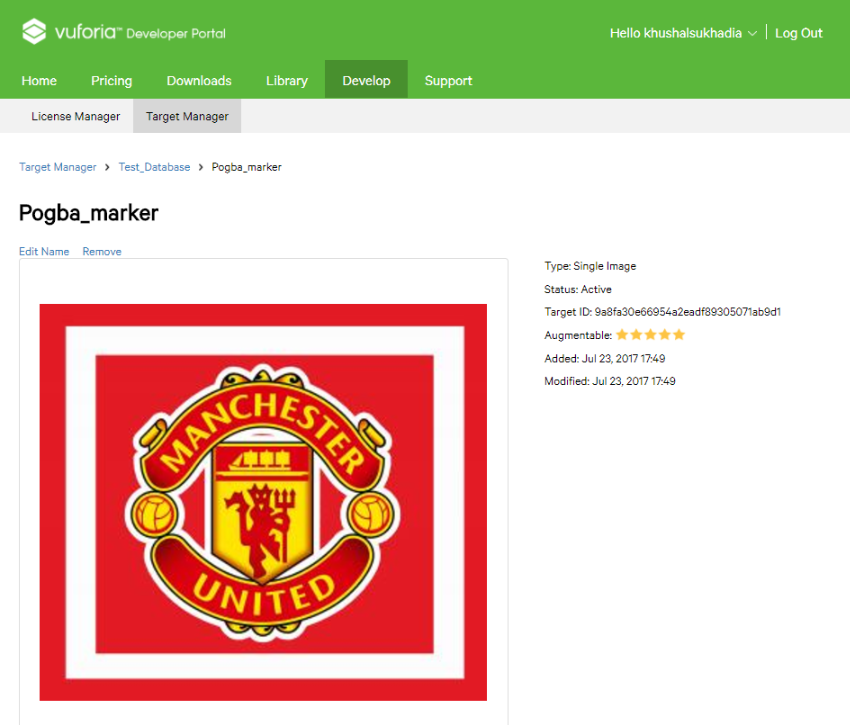 vuforia™ Developer Portal
Hello khushalsukhadia
Log Out
Home
Pricing
Downloads
Library
Develop
Support
License Manager
Target Manager
Target Manager > Test_Database > Pogba_marker
Pogba_marker
Edit Name
Remove
MANCHESTER
UNITED
Type: Single Image
Status: Active
Target ID: 9a8fa30e66954a2eadf89305071ab9d1
Augmentable:
Added: Jul 23, 2017 17:49
Modified: Jul 23, 2017 17:49